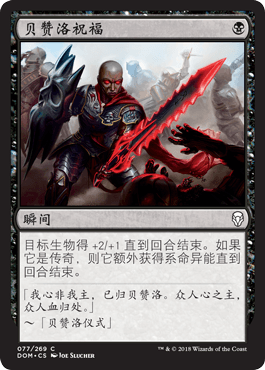 贝赞洛祝福
瞬间
目标生物得 +2/+1 直到回合结束。如果
它是传奇，则它额外获得系命异能直到
回合结束。
「我心非我主，已归贝赞洛。众人心之主，
众人血归处。」
～「贝赞洛仪式」
077/269 C
DOM • CS JOE SLUCHER
™ & © 2018 Wizards of the Coast